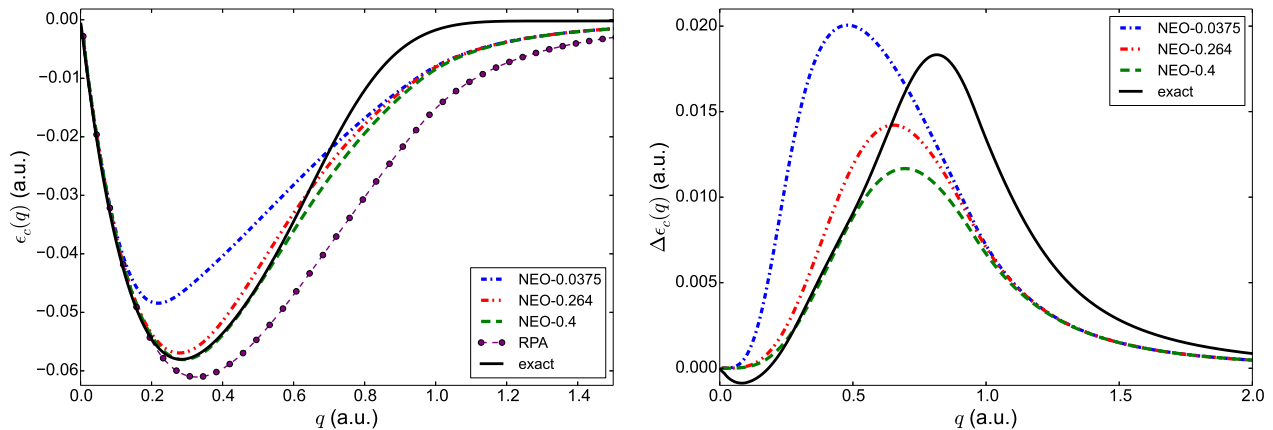 0.00
−0.01
−0.02
−0.03
−0.04
−0.05
−0.06
ϵc(q) (a.u.)
NEO-0.0375
NEO-0.264
NEO-0.4
RPA
exact
0.0 0.2 0.4 0.6 0.8 1.0 1.2 1.4
q (a.u.)
0.020
0.015
0.010
0.005
0.000
Δϵc(q) (a.u.)
NEO-0.0375
NEO-0.264
NEO-0.4
exact
0.0 0.5 1.0 1.5 2.0
q (a.u.)